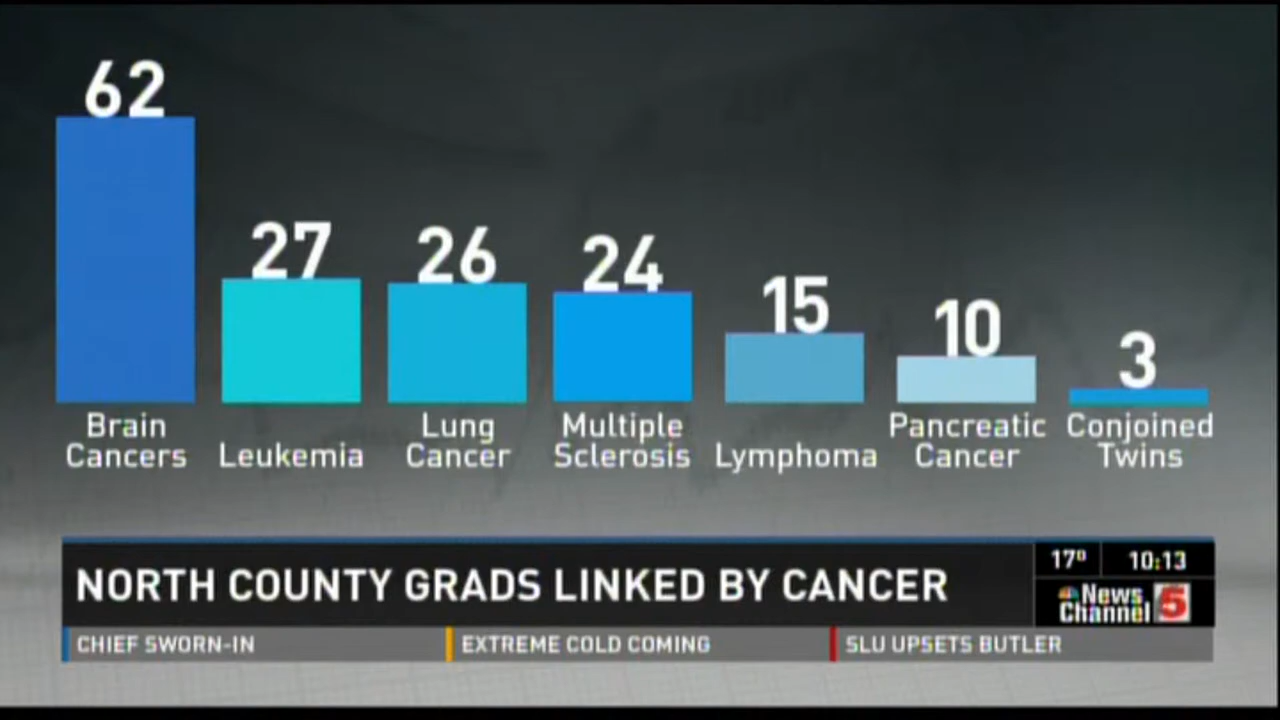 62
27
26
24
15
10
3
Brain
Cancers
Leukemia
Lung
Cancer
Multiple
Sclerosis
Lymphoma
Pancreatic
Cancer
Conjoined
Twins
NORTH COUNTY GRADS LINKED BY CANCER
17º
10:13
News
Channel 5
CHIEF SWORN-IN
EXTREME COLD COMING
SLU UPSETS BUTLER